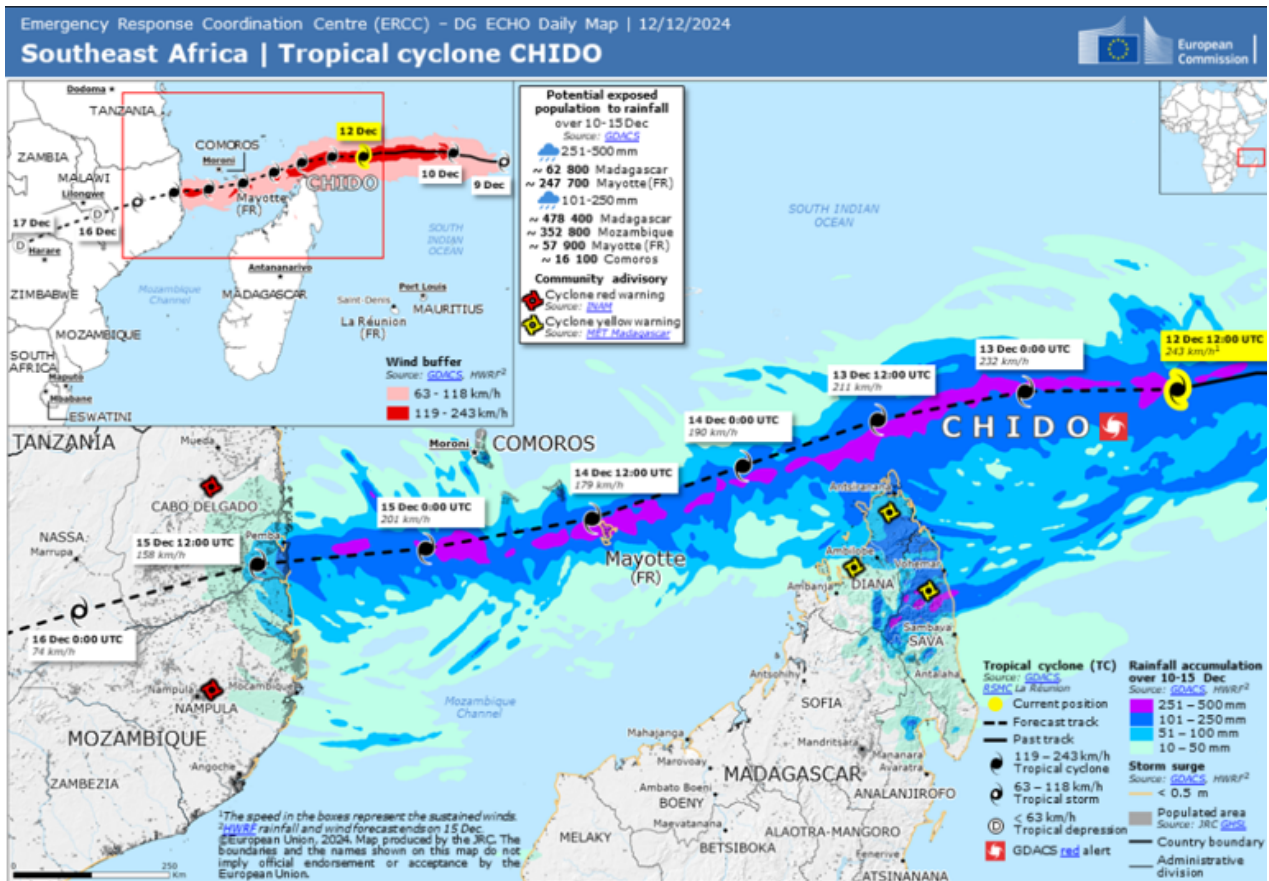 Emergency Response Coordination Centre (ERCC) – DG ECHO Daily Map | 12/12/2024
Southeast Africa | Tropical cyclone CHIDO
European
Commission
Dodoma
TANZANIA
ZAMBIA
COMOROS
Moroni
12 Dec
MALAWI
Lilongwe
CHIDO
10 Dec
9 Dec
Mayotte
(FR)
17 Dec
16 Dec
Harare
SOUTH
INDIAN
OCEAN
Antananarivo
ZIMBABWE
Mozambique
Channel
MADAGASCAR
Port Louis
Saint-Denis
MAURITIUS
La Réunion
(FR)
MOZAMBIQUE
SOUTH
AFRICA
Maputo
Mbabane
ESWATINI
Wind buffer
Source: GDACS, HWRF2
63 - 118 km/h
119 - 243 km/h
Potential exposed
population to rainfall
over 10-15 Dec
Source: GDACS
251-500 mm
~ 62 800 Madagascar
~ 247 700 Mayotte (FR)
101-250 mm
~ 478 400 Madagascar
~ 352 800 Mozambique
~ 57 900 Mayotte (FR)
~ 16 100 Comoros
Community advisory
Cyclone red warning
Source: INAM
Cyclone yellow warning
Source: MET Madagascar
SOUTH INDIAN
OCEAN
12 Dec 12:00 UTC
243 km/h1
13 Dec 0:00 UTC
232 km/h
13 Dec 12:00 UTC
211 km/h
14 Dec 0:00 UTC
190 km/h
14 Dec 12:00 UTC
179 km/h
15 Dec 0:00 UTC
201 km/h
15 Dec 12:00 UTC
158 km/h
16 Dec 0:00 UTC
74 km/h
CHIDO
TANZANIA
Mueda
Moroni
COMOROS
CABO DELGADO
NASSA
Marrupa
Pemba
Mayotte
(FR)
Antsirana
Ambilobe
Ambanja
DIANA
Vohemar
Sambava
SAVA
Antalaha
Nampula
Mocambique
NAMPULA
MOZAMBIQUE
Angoche
ZAMBEZIA
Mozambique
Channel
Antsohihy
SOFIA
Mahajanga
Mandritsara
Marovoay
Mananara
Avaratra
MADAGASCAR
Ambato Boeni
BOENY
ANALANJIROFO
Maevatanana
MELAKY
BETSIBOKA
ALAOTRA-MANGORO
Fenerive
ATSINANANA
Tropical cyclone (TC)
Source: GDACS,
RSMC La Réunion
Current position
Forecast track
Past track
119 – 243 km/h
Tropical cyclone
63 – 118 km/h
Tropical storm
< 63 km/h
Tropical depression
GDACS red alert
Rainfall accumulation
over 10-15 Dec
Source: GDACS, HWRF2
251 – 500 mm
101 – 250 mm
51 – 100 mm
10 – 50 mm
Storm surge
Source: GDACS, HWRF2
< 0.5 m
Populated area
Source: JRC GHSL
Country boundary
Administrative
division
1The speed in the boxes represent the sustained winds.
2HWRF rainfall and wind forecast ends on 15 Dec.
©European Union, 2024. Map produced by the JRC. The
boundaries and the names shown on this map do not
imply official endorsement or acceptance by the
European Union.
0
250
Km